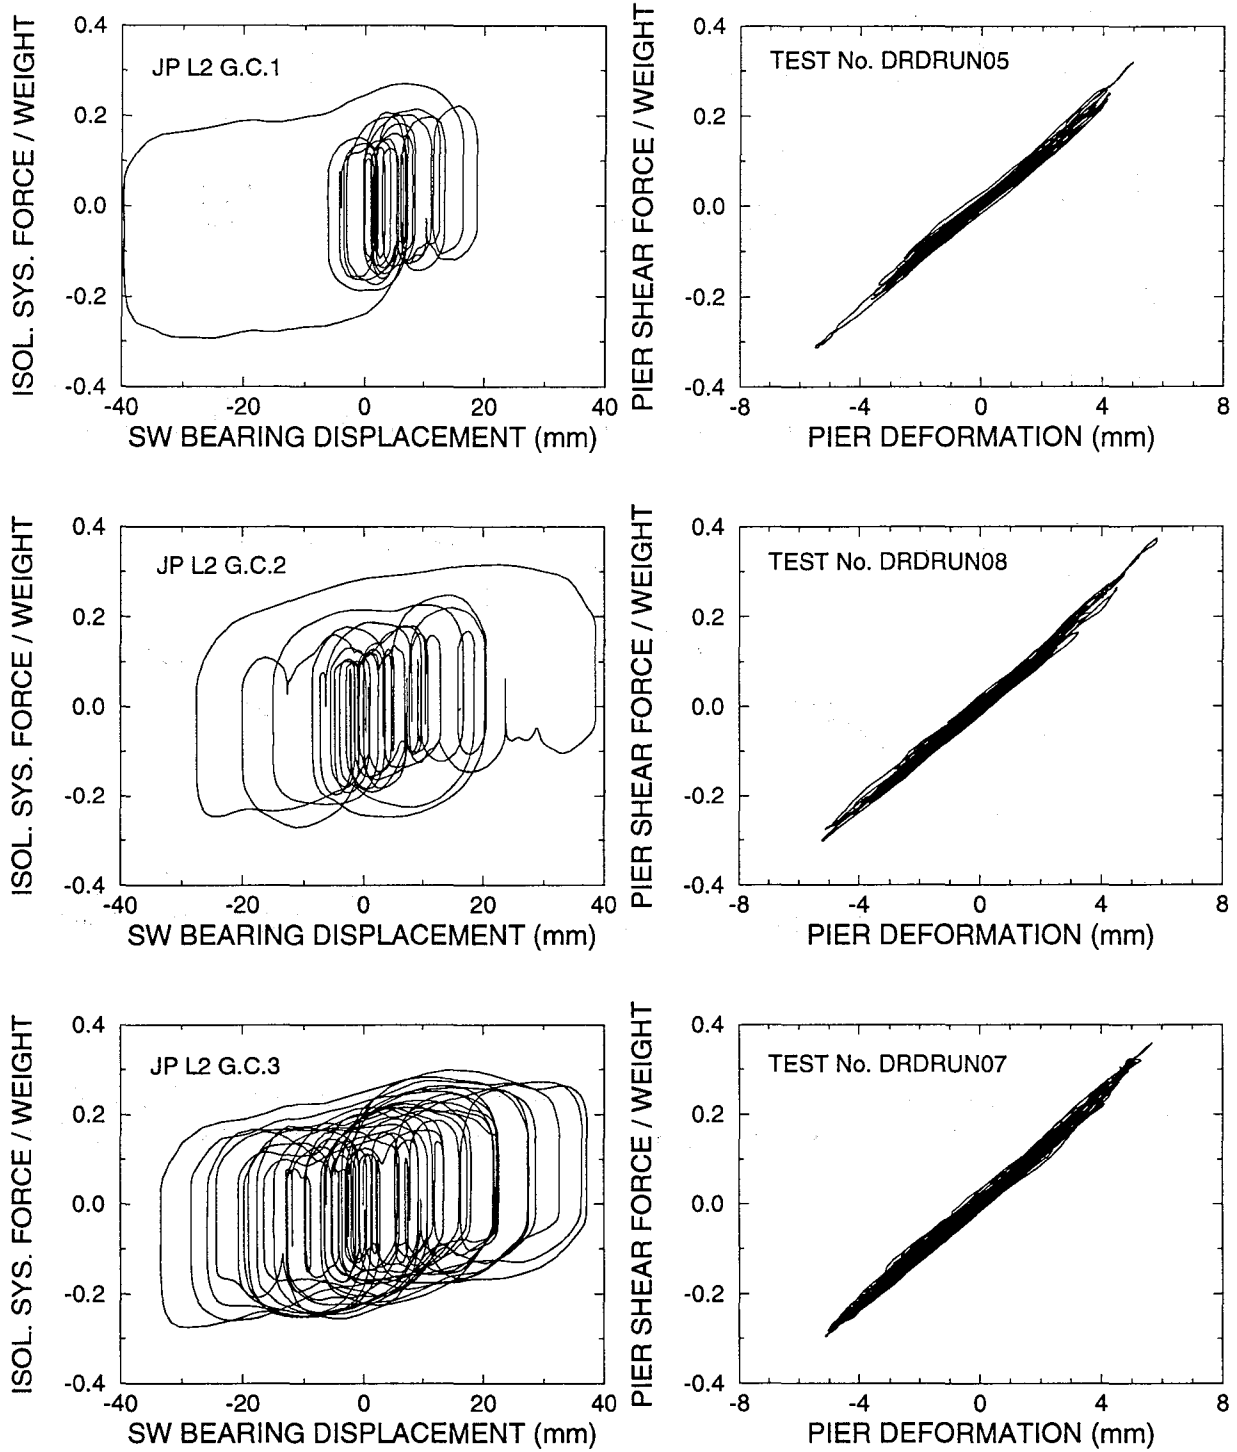 ISOL. SYS. FORCE / WEIGHT
0.4
0.2
0.0
-0.2
-0.4
JP L2 G.C.1
-40 -20 0 20 40
SW BEARING DISPLACEMENT (mm)
PIER SHEAR FORCE / WEIGHT
0.4
0.2
0.0
-0.2
-0.4
TEST No. DRDRUN05
-8 -4 0 4 8
PIER DEFORMATION (mm)
ISOL. SYS. FORCE / WEIGHT
0.4
0.2
0.0
-0.2
-0.4
JP L2 G.C.2
-40 -20 0 20 40
SW BEARING DISPLACEMENT (mm)
PIER SHEAR FORCE / WEIGHT
0.4
0.2
0.0
-0.2
-0.4
TEST No. DRDRUN08
-8 -4 0 4 8
PIER DEFORMATION (mm)
ISOL. SYS. FORCE / WEIGHT
0.4
0.2
0.0
-0.2
-0.4
JP L2 G.C.3
-40 -20 0 20 40
SW BEARING DISPLACEMENT (mm)
PIER SHEAR FORCE / WEIGHT
0.4
0.2
0.0
-0.2
-0.4
TEST No. DRDRUN07
-8 -4 0 4 8
PIER DEFORMATION (mm)